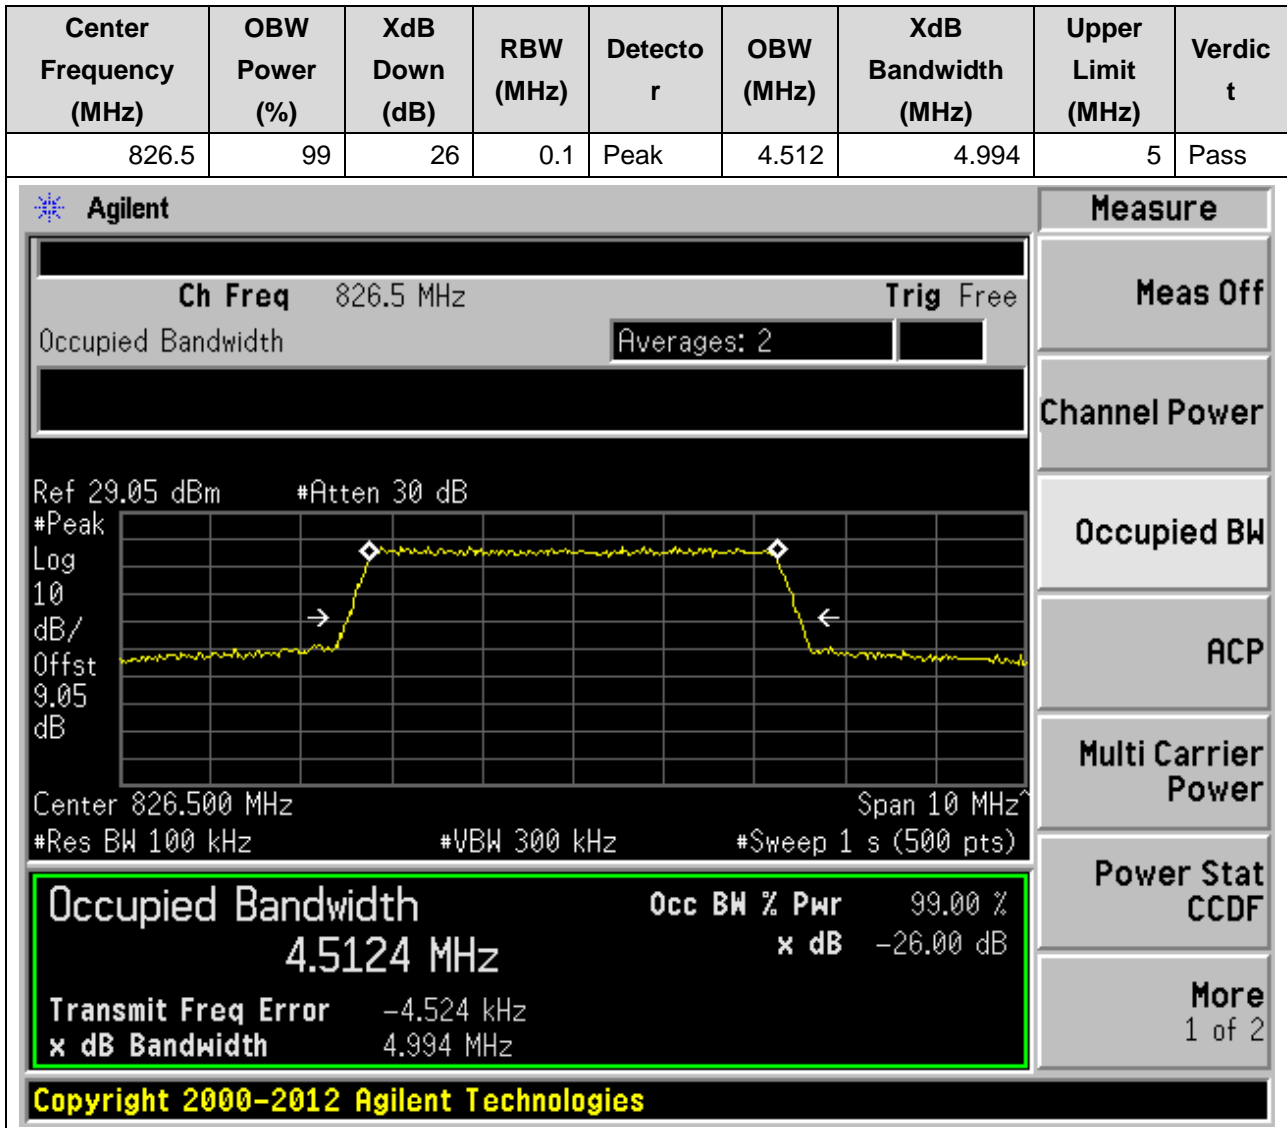 Center Frequency (MHz) OBW Power (%) XdB Down (dB) RBW (MHz) Detecto r OBW (MHz) XdB Bandwidth (MHz) Upper Limit (MHz) Verdic t
826.5 99 26 0.1 Peak 4.512 4.994 5 Pass
Agilent
Measure
Ch Freq 826.5 MHz Trig Free
Occupied Bandwidth Averages: 2
Ref 29.05 dBm #Atten 30 dB
#Peak
Log
10
dB/
Offst
9.05
dB
Center 826.500 MHz Span 10 MHz^
#Res BW 100 kHz #VBW 300 kHz #Sweep 1 s (500 pts)
Occupied Bandwidth Occ BW % Pwr 99.00 %
4.5124 MHz x dB -26.00 dB
Transmit Freq Error -4.524 kHz
x dB Bandwidth 4.994 MHz
Meas Off
Channel Power
Occupied BW
ACP
Multi Carrier
Power
Power Stat
CCDF
More
1 of 2
Copyright 2000-2012 Agilent Technologies